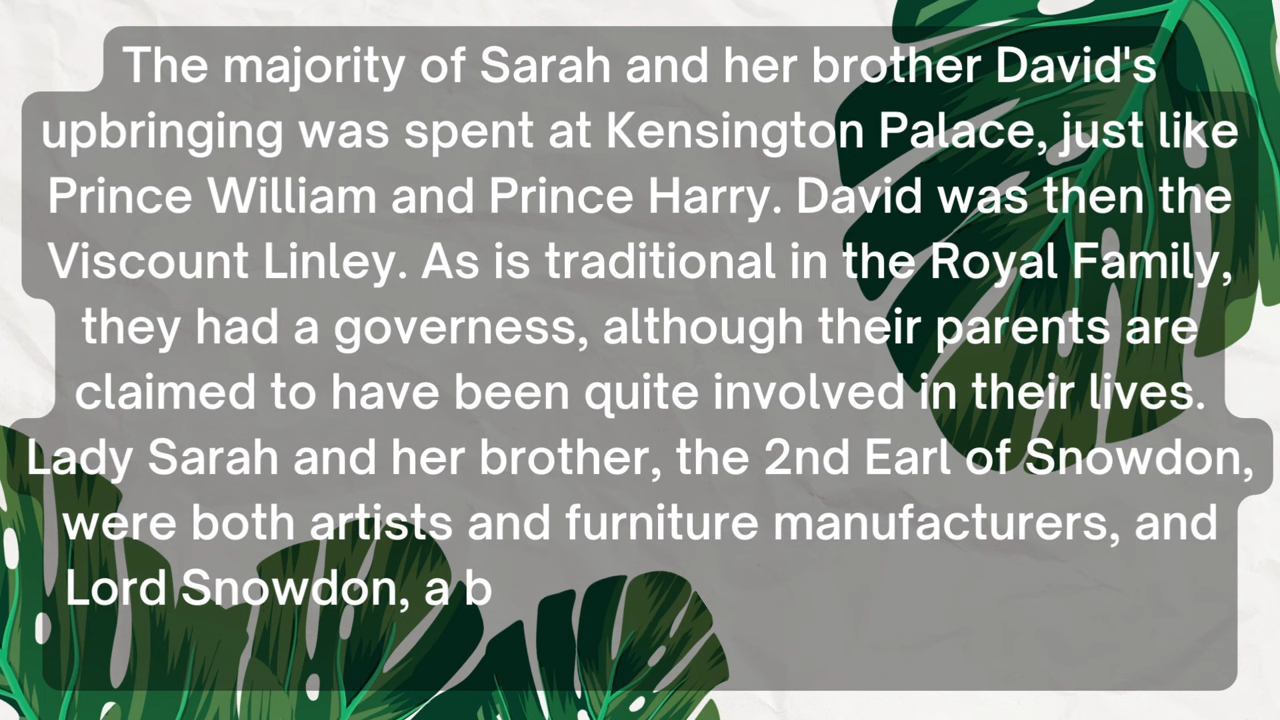 The majority of Sarah and her brother David's
upbringing was spent at Kensington Palace, just like
Prince William and Prince Harry. David was then the
Viscount Linley. As is traditional in the Royal Family,
they had a governess, although their parents are
claimed to have been quite involved in their lives.
Lady Sarah and her brother, the 2nd Earl of Snowdon,
were both artists and furniture manufacturers, and
Lord Snowdon, a b